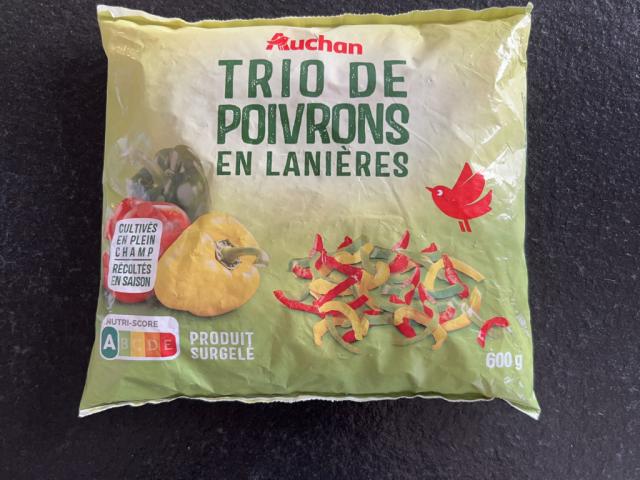 Auchan
TRIO DE
POIVRONS
EN LANIÈRES
CULTIVÉS
EN PLEIN
CHAMP
RÉCOLTÉS
EN SAISON
NUTRI-SCORE
A B C D E
PRODUIT
SURGELÉ
600g